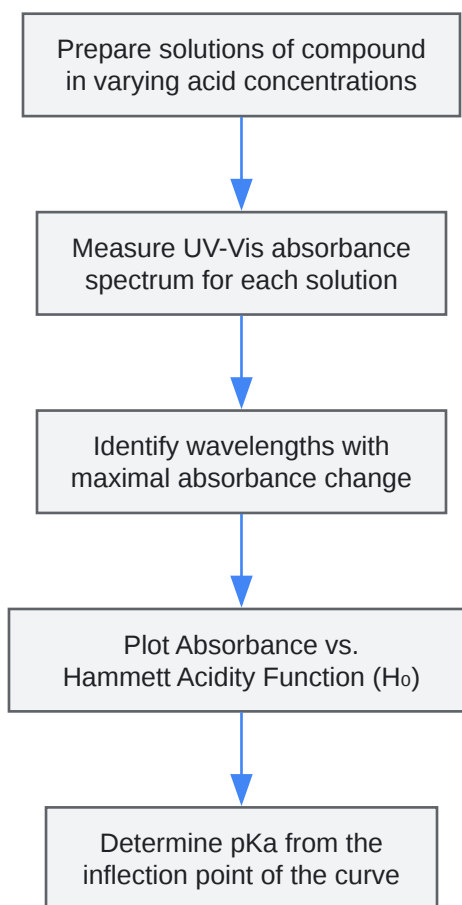 Prepare solutions of compound
in varying acid concentrations
Measure UV-Vis absorbance
spectrum for each solution
Identify wavelengths with
maximal absorbance change
Plot Absorbance vs.
Hammett Acidity Function (H₀)
Determine pKa from the
inflection point of the curve